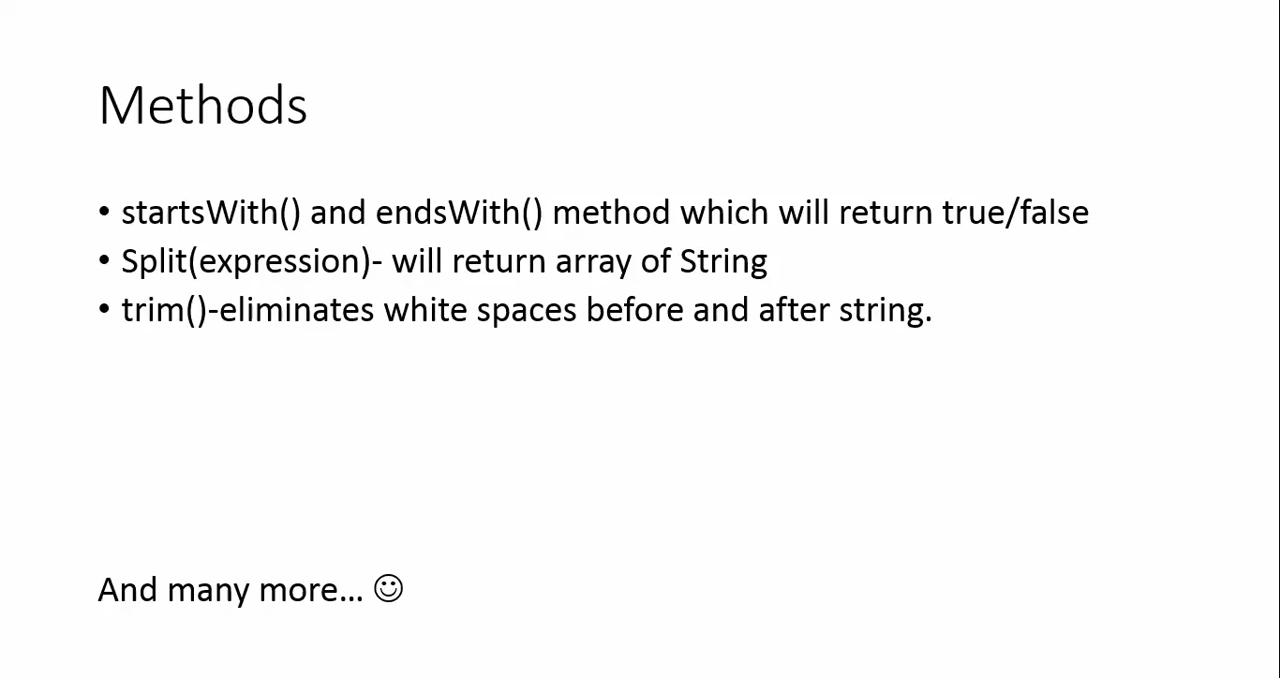 Methods
• startsWith() and endsWith() method which will return true/false
• Split(expression)- will return array of String
• trim()-eliminates white spaces before and after string.
And many more... ☺